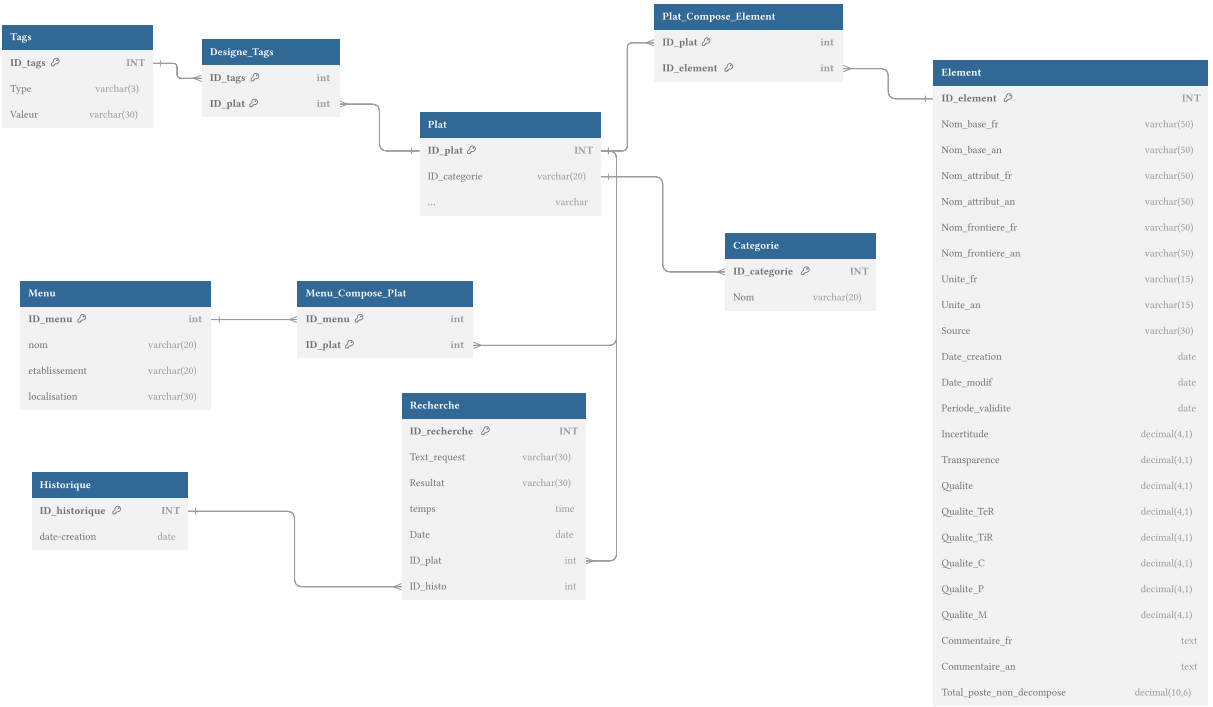 Tags
ID_tags INT
Type varchar(3)
Valeur varchar(30)
Designe_Tags
ID_tags int
ID_plat int
Plat_Compose_Element
ID_plat int
ID_element int
Plat
ID_plat INT
ID_categorie varchar(20)
... varchar
Categorie
ID_categorie INT
Nom varchar(20)
Menu
ID_menu int
nom varchar(20)
etablissement varchar(20)
localisation varchar(30)
Menu_Compose_Plat
ID_menu int
ID_plat int
Recherche
ID_recherche INT
Text_request varchar(30)
Resultat varchar(30)
temps time
Date date
ID_plat int
ID_histo int
Historique
ID_historique INT
date-creation date
Element
ID_element INT
Nom_base_fr varchar(50)
Nom_base_an varchar(50)
Nom_attribut_fr varchar(50)
Nom_attribut_an varchar(50)
Nom_frontiere_fr varchar(50)
Nom_frontiere_an varchar(50)
Unite_fr varchar(15)
Unite_an varchar(15)
Source varchar(30)
Date_creation date
Date_modif date
Periode_validite date
Incertitude decimal(4,1)
Transparence decimal(4,1)
Qualite decimal(4,1)
Qualite_TeR decimal(4,1)
Qualite_TiR decimal(4,1)
Qualite_C decimal(4,1)
Qualite_P decimal(4,1)
Qualite_M decimal(4,1)
Commentaire_fr text
Commentaire_an text
Total_poste_non_decompose decimal(10,6)